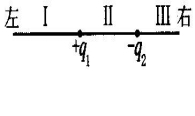 左 Ⅰ Ⅱ Ⅲ 右
+q₁ -q₂